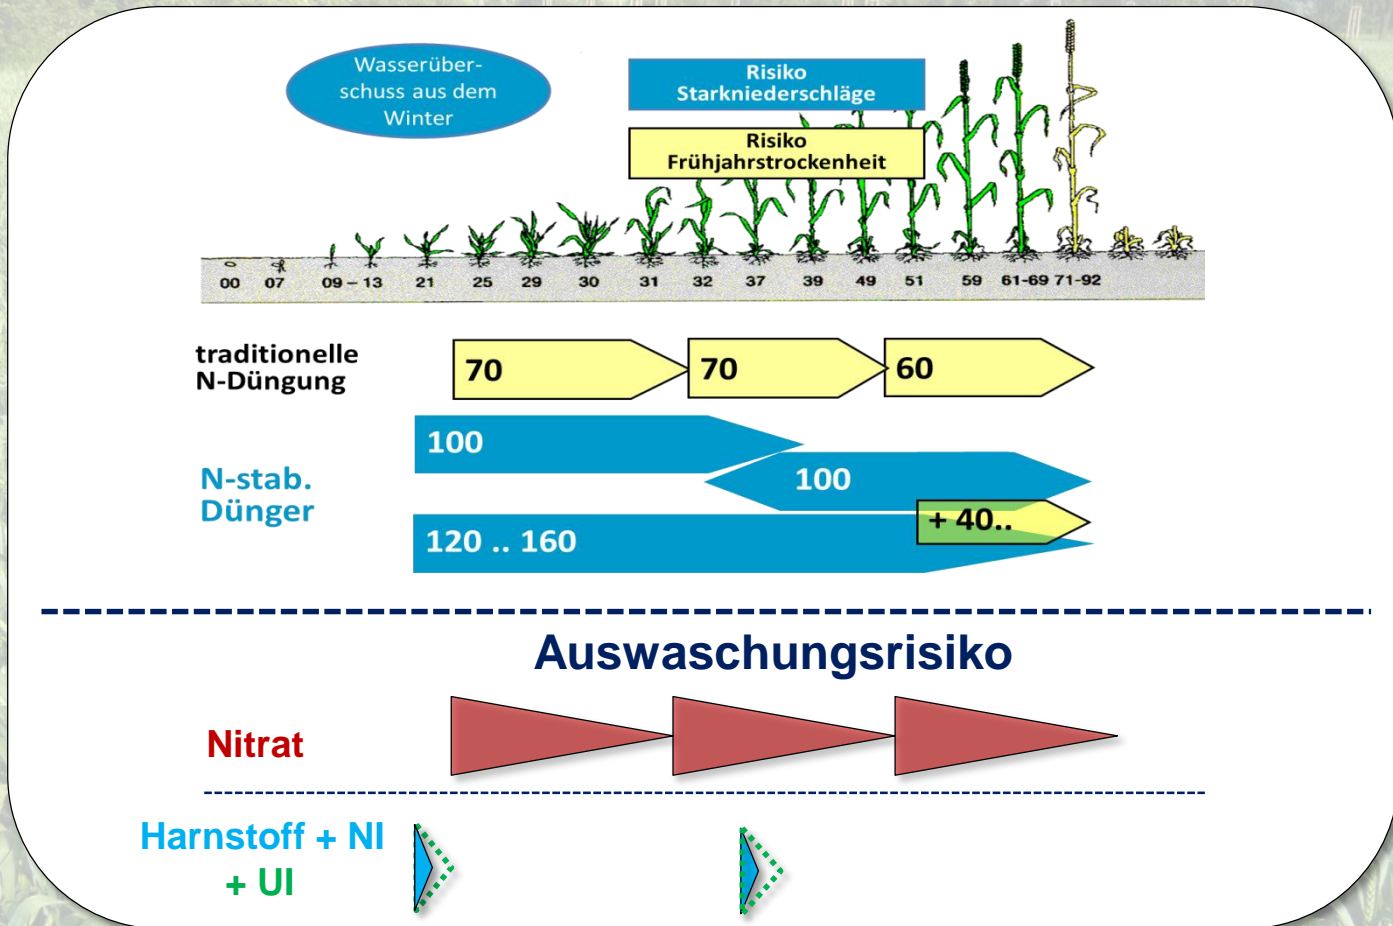 Wasserüber-
schuss aus dem
Winter
Risiko
Starkniederschläge
Risiko
Frühjahrstrockenheit
00 07 09 – 13 21 25 29 30 31 32 37 39 49 51 59 61-69 71-92
traditionelle
N-Düngung
70 70 60
100
N-stab.
Dünger
100
+ 40..
120 .. 160
Auswaschungsrisiko
Nitrat
Harnstoff + NI
+ UI